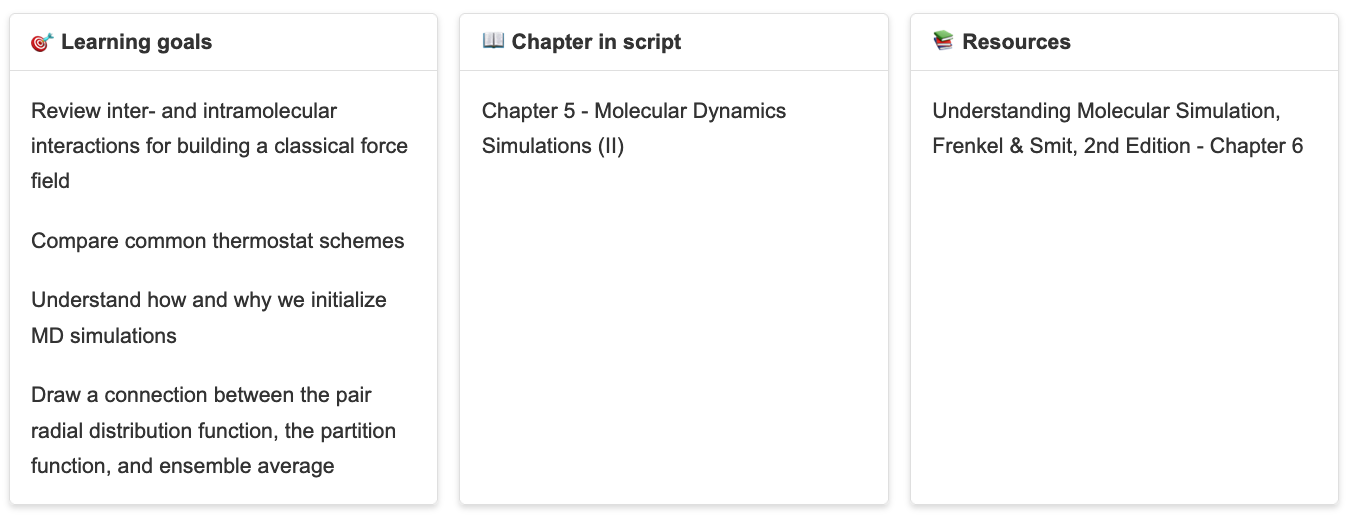 Learning goals
Review inter- and intramolecular
interactions for building a classical force
field
Compare common thermostat schemes
Understand how and why we initialize
MD simulations
Draw a connection between the pair
radial distribution function, the partition
function, and ensemble average
Chapter in script
Chapter 5 - Molecular Dynamics
Simulations (II)
Resources
Understanding Molecular Simulation,
Frenkel & Smit, 2nd Edition - Chapter 6